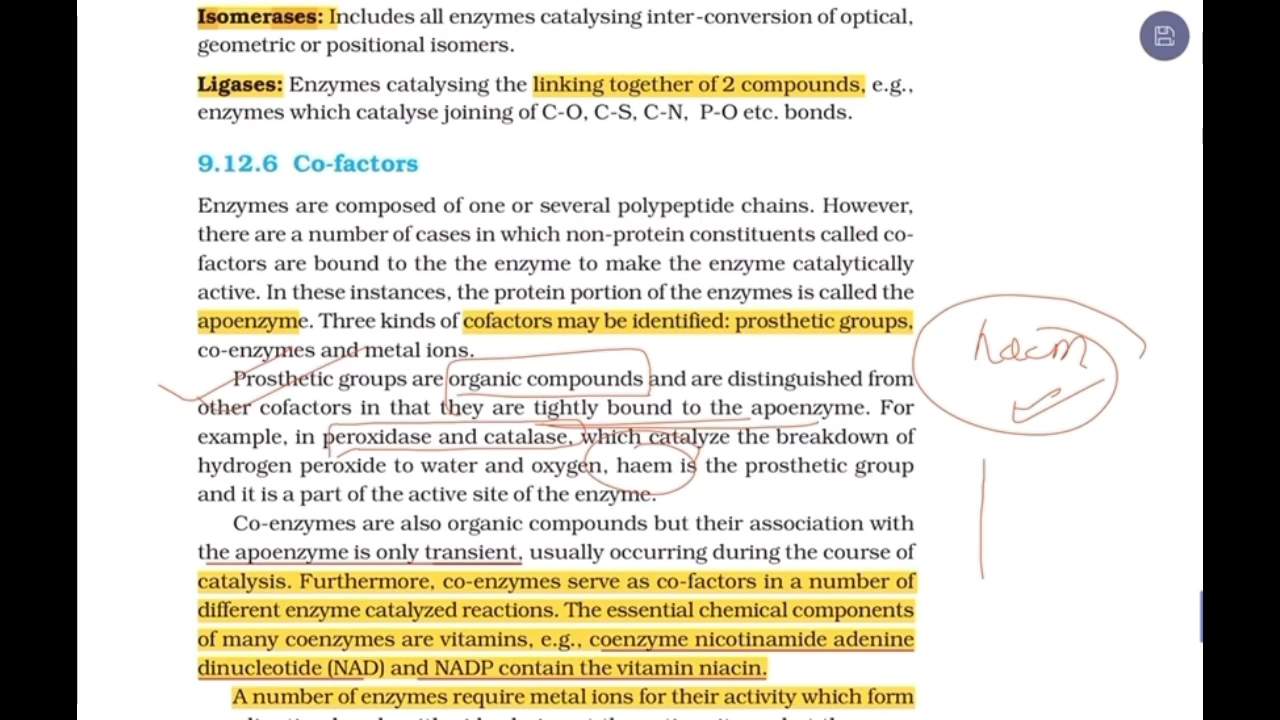 Isomerases: Includes all enzymes catalysing inter-conversion of optical,
geometric or positional isomers.
Ligases: Enzymes catalysing the linking together of 2 compounds, e.g.,
enzymes which catalyse joining of C-O, C-S, C-N, P-O etc. bonds.
9.12.6 Co-factors
Enzymes are composed of one or several polypeptide chains. However,
there are a number of cases in which non-protein constituents called co-
factors are bound to the the enzyme to make the enzyme catalytically
active. In these instances, the protein portion of the enzymes is called the
apoenzyme. Three kinds of cofactors may be identified: prosthetic groups,
co-enzymes and metal ions.
haem
Prosthetic groups are organic compounds and are distinguished from
other cofactors in that they are tightly bound to the apoenzyme. For
example, in peroxidase and catalase, which catalyze the breakdown of
hydrogen peroxide to water and oxygen, haem is the prosthetic group
and it is a part of the active site of the enzyme.
Co-enzymes are also organic compounds but their association with
the apoenzyme is only transient, usually occurring during the course of
catalysis. Furthermore, co-enzymes serve as co-factors in a number of
different enzyme catalyzed reactions. The essential chemical components
of many coenzymes are vitamins, e.g., coenzyme nicotinamide adenine
dinucleotide (NAD) and NADP contain the vitamin niacin.
A number of enzymes require metal ions for their activity which form